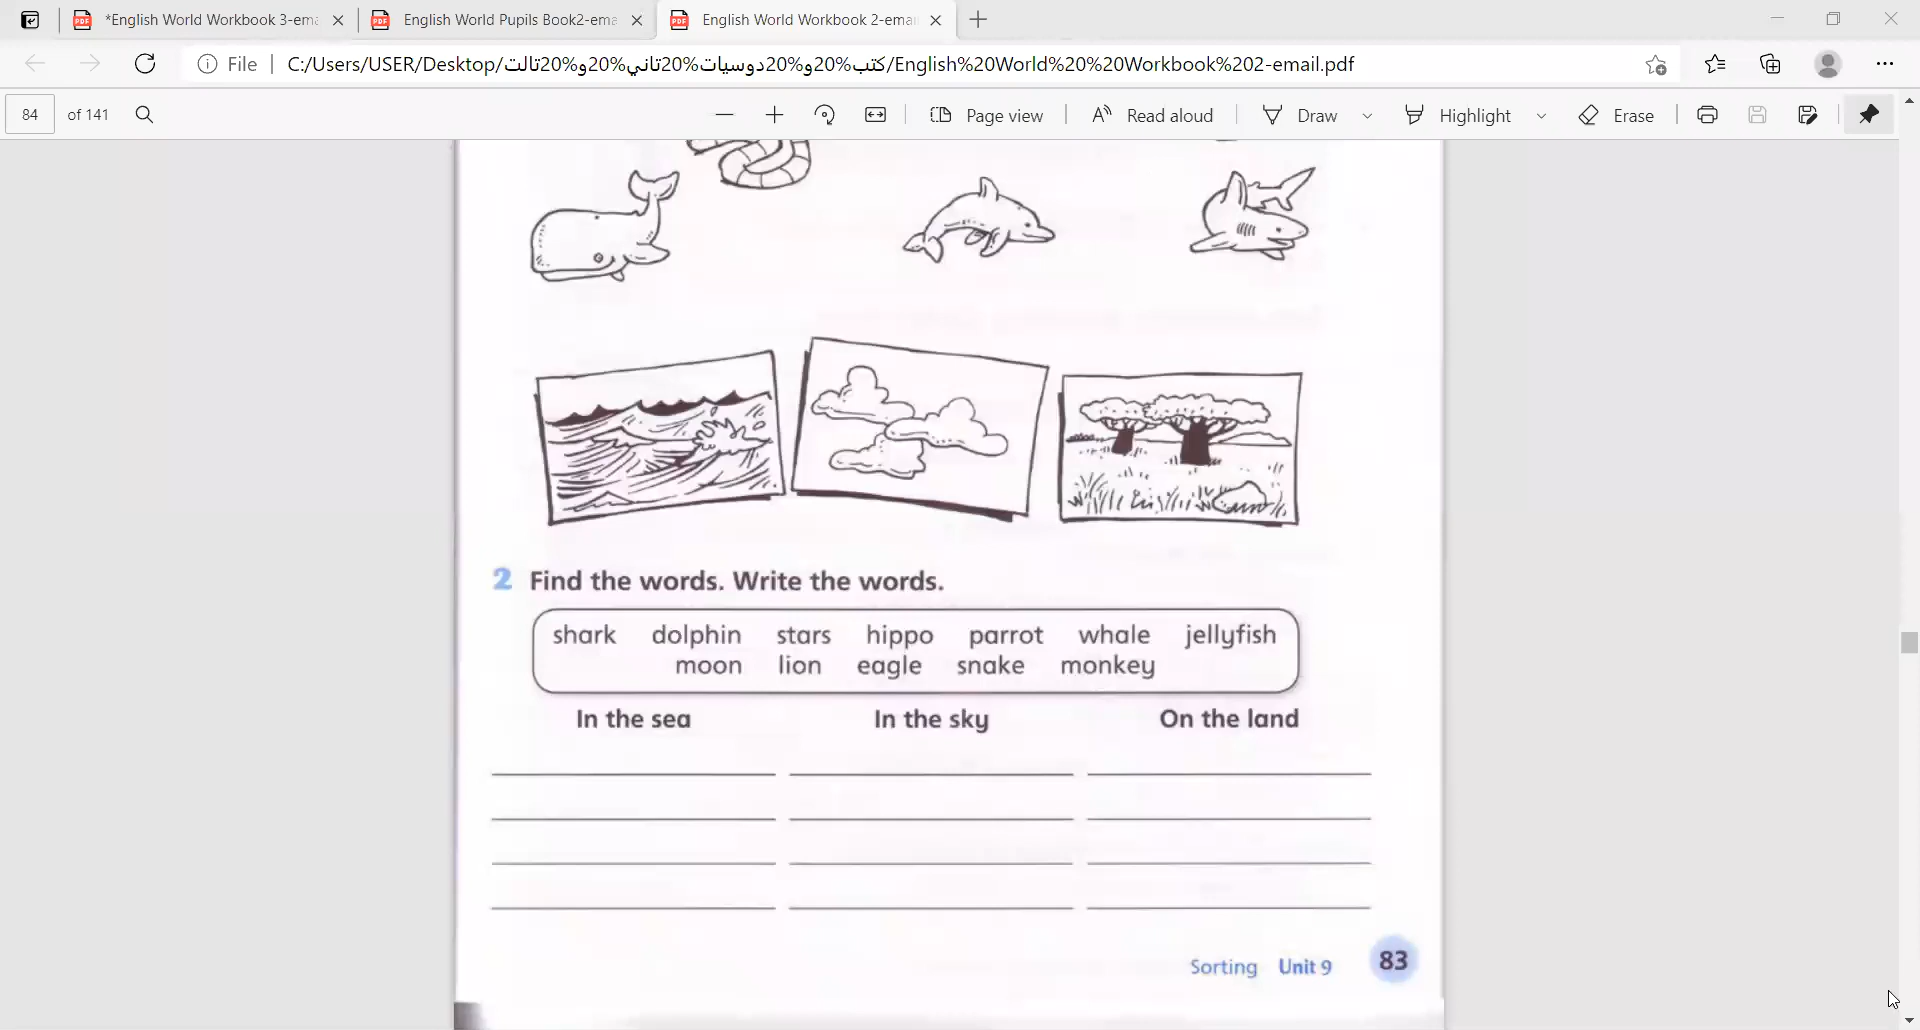 *English World Workbook 3-ema
English World Pupils Book2-ema
English World Workbook 2-emai
File
C:/Users/USER/Desktop/كتب%20و%20دوسيات%20تاني%20و%20تالت/English%20World%20%20Workbook%202-email.pdf
84 of 141
Page view
Read aloud
Draw
Highlight
Erase
2 Find the words. Write the words.
shark dolphin stars hippo parrot whale jellyfish
moon lion eagle snake monkey
In the sea In the sky On the land
Sorting Unit 9 83